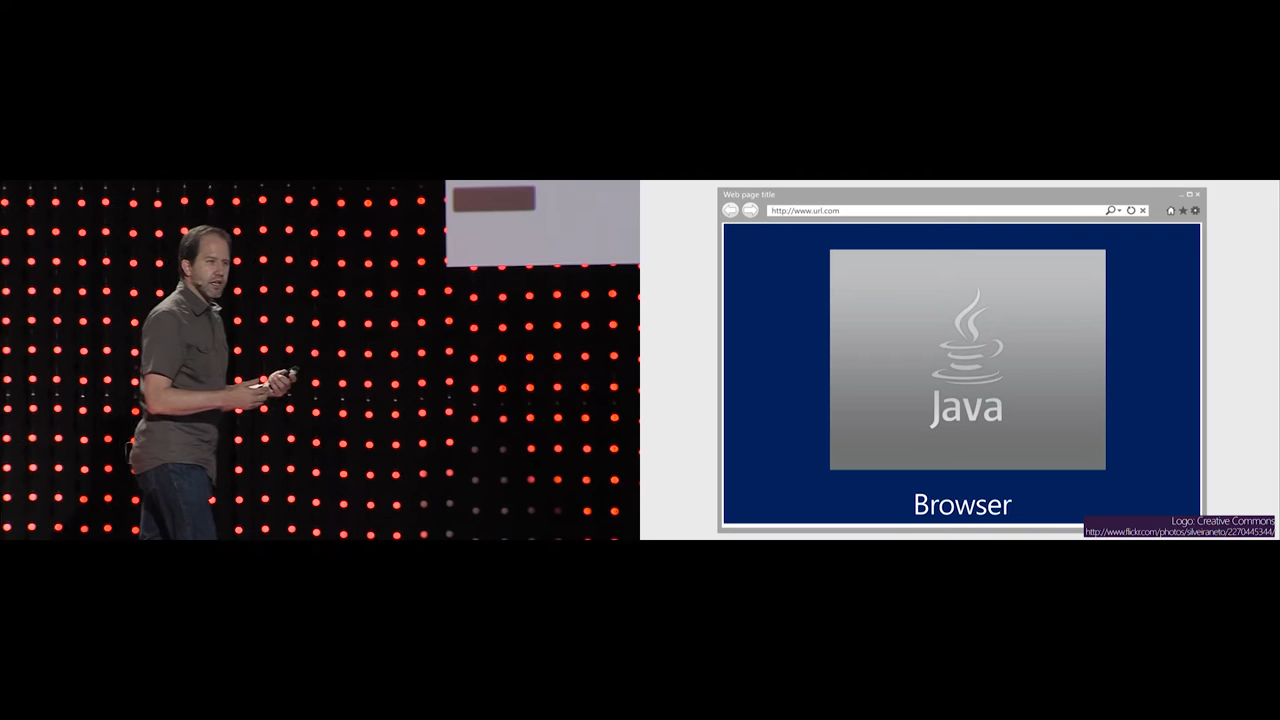 Web page title
http://www.url.com
Java
Browser
Logo: Creative Commons
http://www.flickr.com/photos/silveiraneto/2270445344/